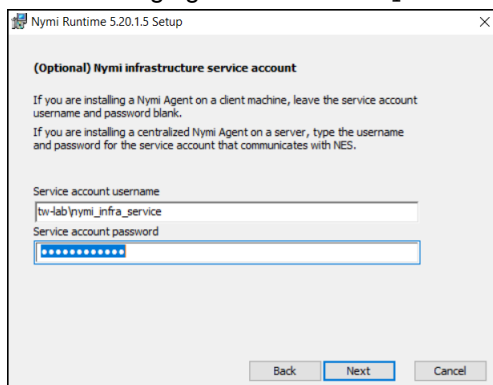 Nymi Runtime 5.20.1.5 Setup
(Optional) Nymi infrastructure service account
If you are installing a Nymi Agent on a client machine, leave the service account
username and password blank.
If you are installing a centralized Nymi Agent on a server, type the username
and password for the service account that communicates with NES.
Service account username
tw-lab\nymi_infra_service
Service account password
●●●●●●●●●●●●
Back Next Cancel